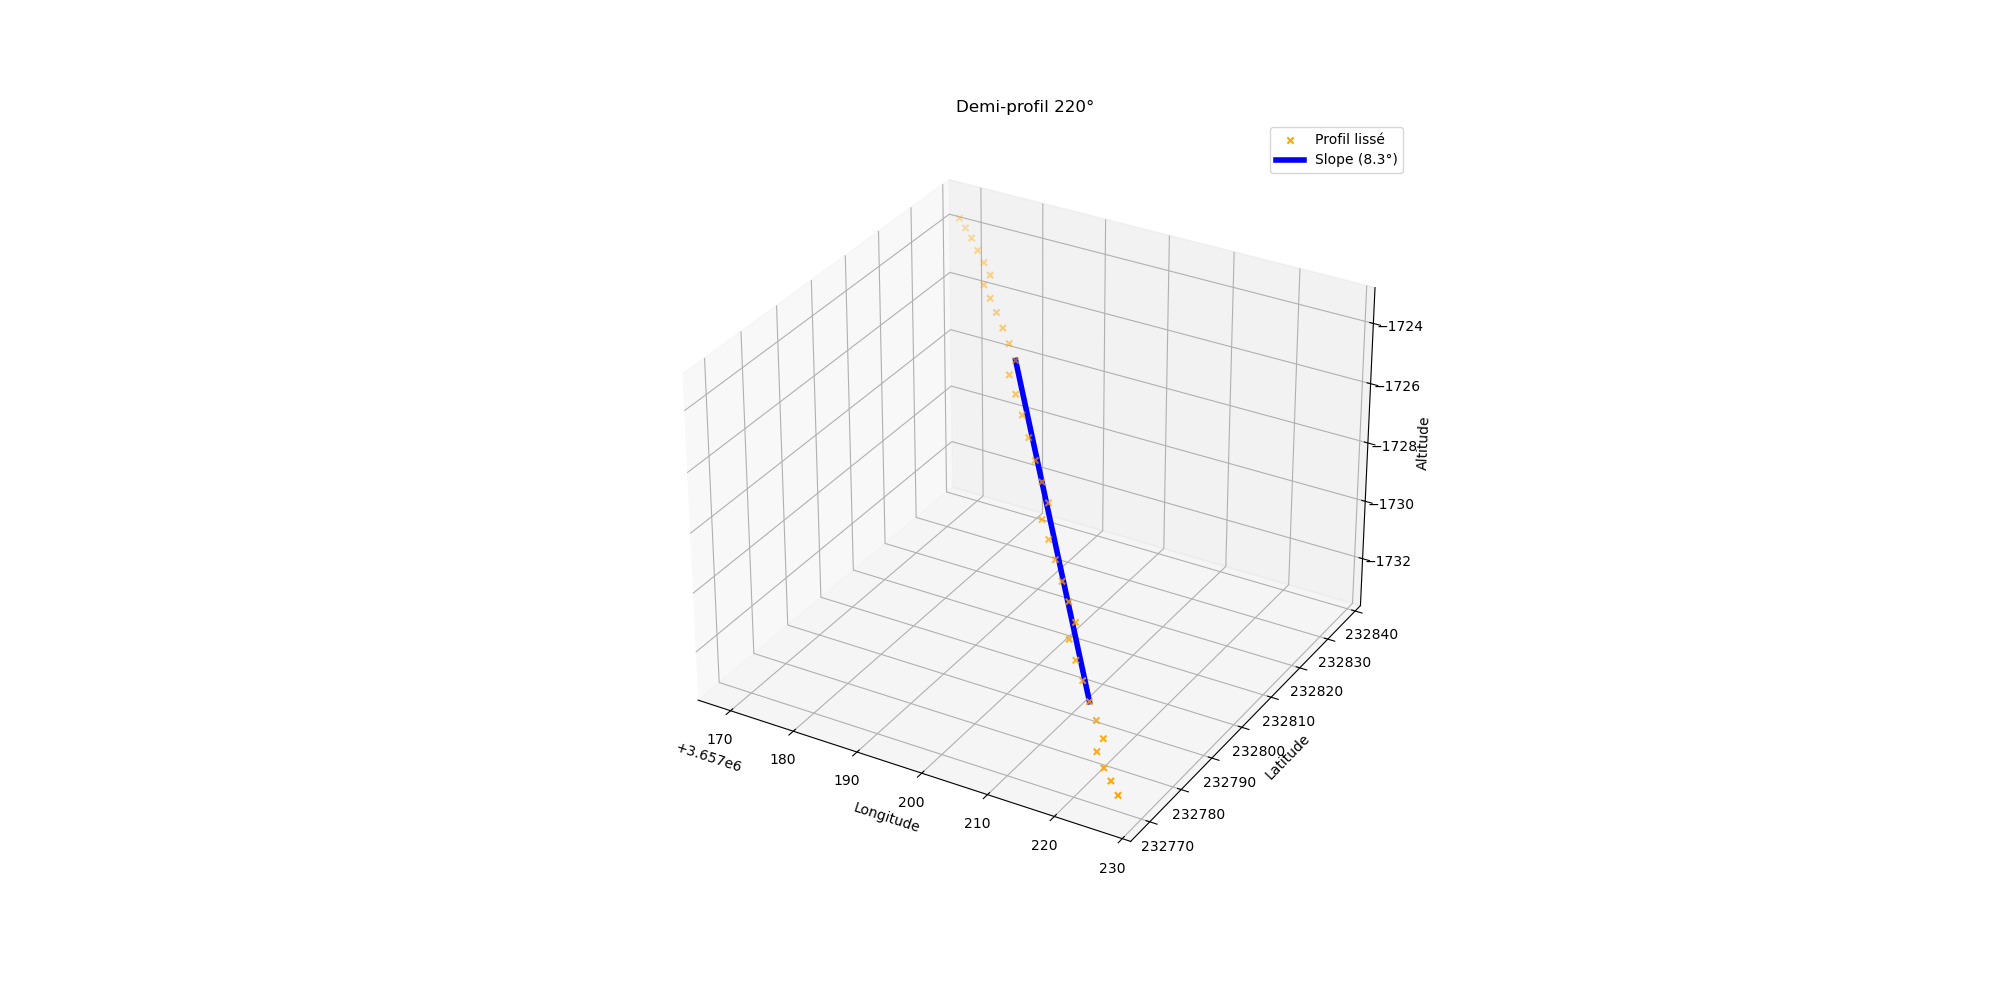 Demi-profil 220°
Profil lissé
Slope (8.3°)
−1724
−1726
−1728
−1730
−1732
Altitude
232840
232830
232820
232810
232800
232790
232780
232770
Latitude
170
180
190
200
210
220
230
+3.657e6
Longitude